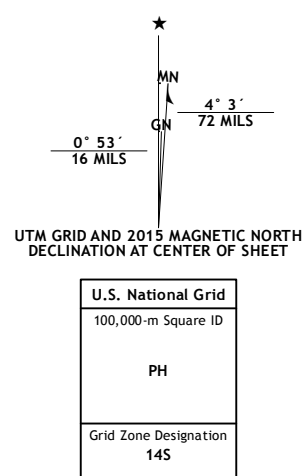 MN
4° 3´
72 MILS
GN
0° 53´
16 MILS
UTM GRID AND 2015 MAGNETIC NORTH
DECLINATION AT CENTER OF SHEET
U.S. National Grid
100,000-m Square ID
PH
Grid Zone Designation
14S